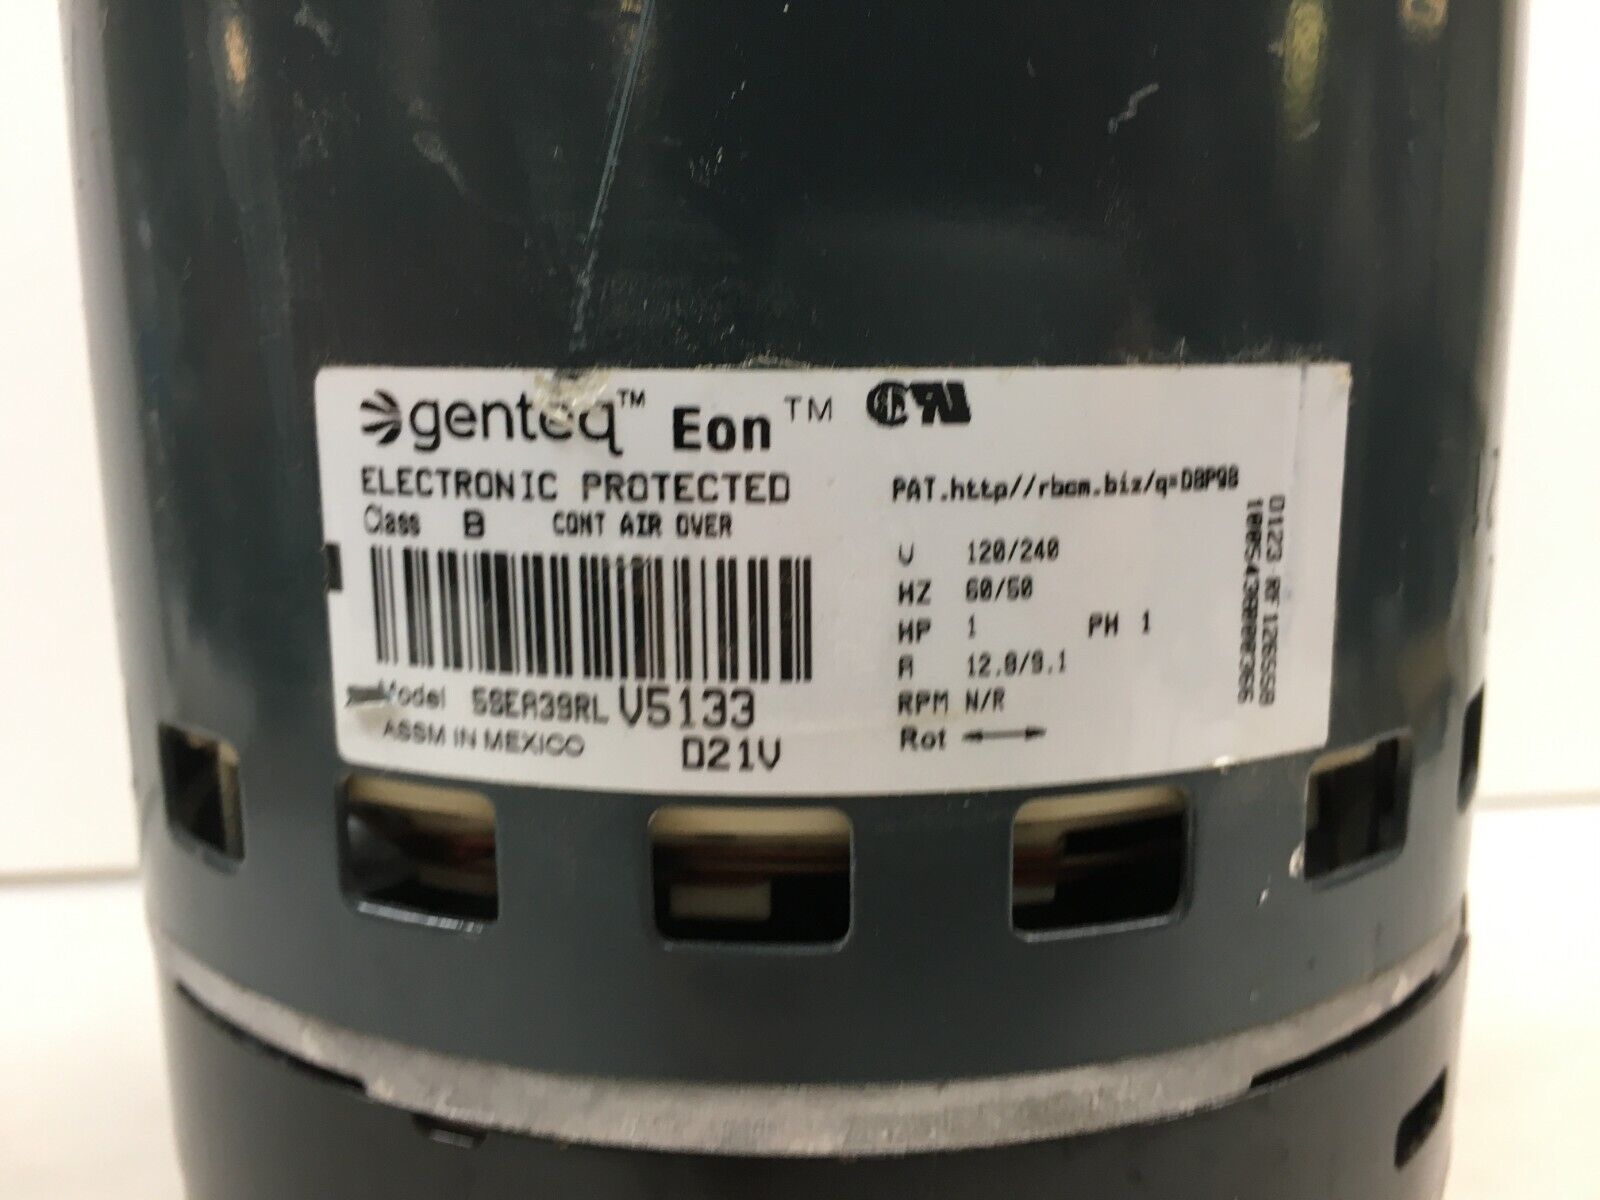 genteq™ Eon™
ELECTRONIC PROTECTED
Class B CONT AIR OVER
Model 5SEA39RL V5133
ASSM IN MEXICO D21V
PAT.http//rbcm.biz/q=D8P98
V 120/240
HZ 60/50
HP 1 PH 1
A 12.8/9.1
RPM N/R
Rot